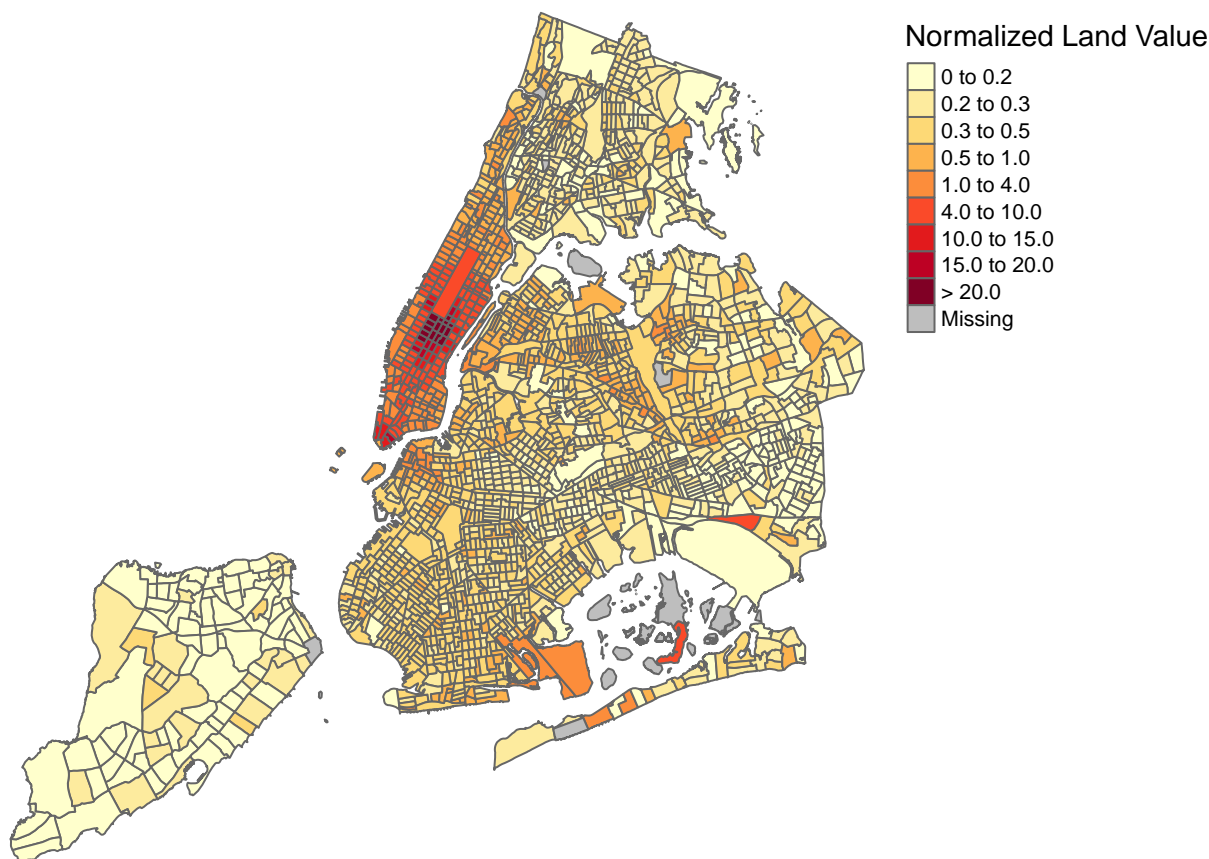 Normalized Land Value
0 to 0.2
0.2 to 0.3
0.3 to 0.5
0.5 to 1.0
1.0 to 4.0
4.0 to 10.0
10.0 to 15.0
15.0 to 20.0
> 20.0
Missing